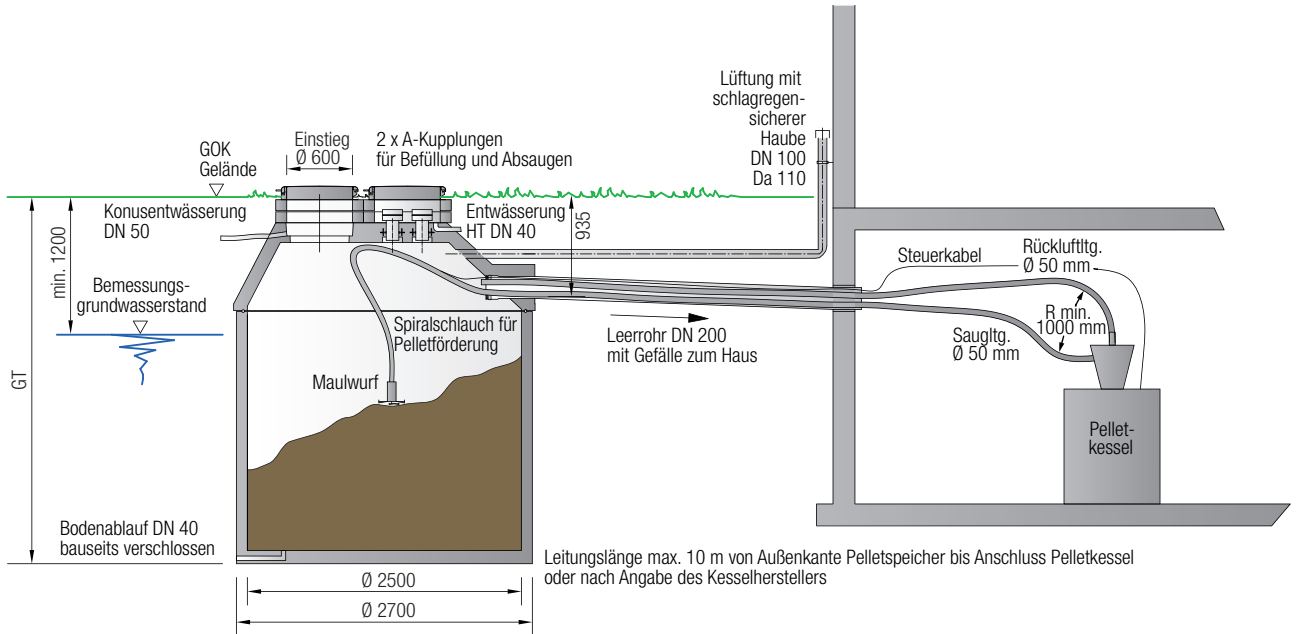 Lüftung mit
schlagregen-
sicherer
Haube
DN 100
Da 110
GOK
Gelände
Einstieg
Ø 600
2 x A-Kupplungen
für Befüllung und Absaugen
Konusentwässerung
DN 50
Entwässerung
HT DN 40
935
min. 1200
Bemessungs-
grundwasserstand
GT
Steuerkabel
Rückluftltg.
Ø 50 mm
R min.
1000 mm
Saugltg.
Ø 50 mm
Leerrohr DN 200
mit Gefälle zum Haus
Spiralschlauch für
Pelletförderung
Maulwurf
Pellet-
kessel
Bodenablauf DN 40
bauseits verschlossen
Leitungslänge max. 10 m von Außenkante Pelletspeicher bis Anschluss Pelletkessel
oder nach Angabe des Kesselherstellers
Ø 2500
Ø 2700